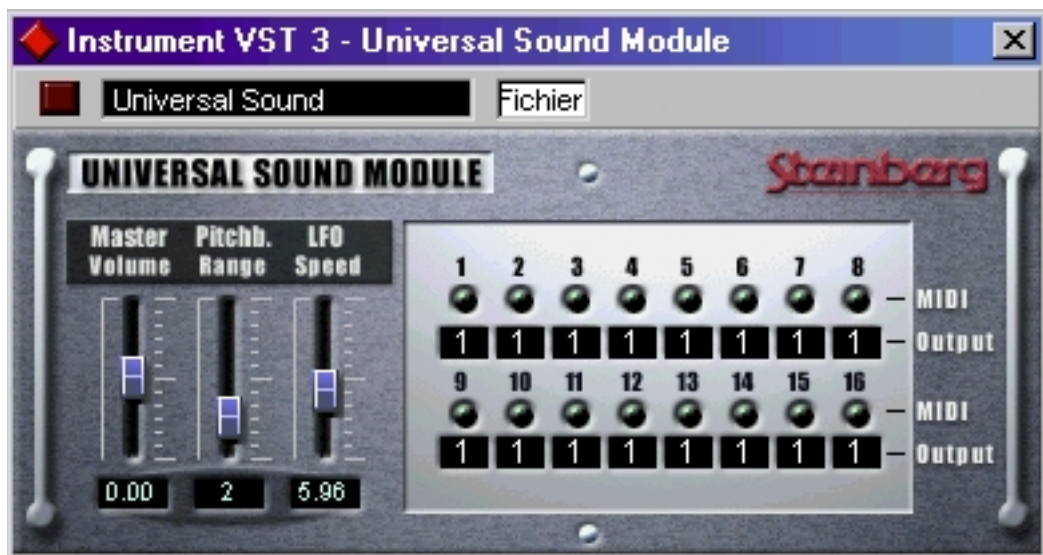 Instrument VST 3 - Universal Sound Module
Universal Sound Fichier
UNIVERSAL SOUND MODULE
Steinberg
Master Volume
Pitchb. Range
LFO Speed
0.00 2 5.96
1 2 3 4 5 6 7 8
MIDI
1 1 1 1 1 1 1 1 Output
9 10 11 12 13 14 15 16
MIDI
1 1 1 1 1 1 1 1 Output